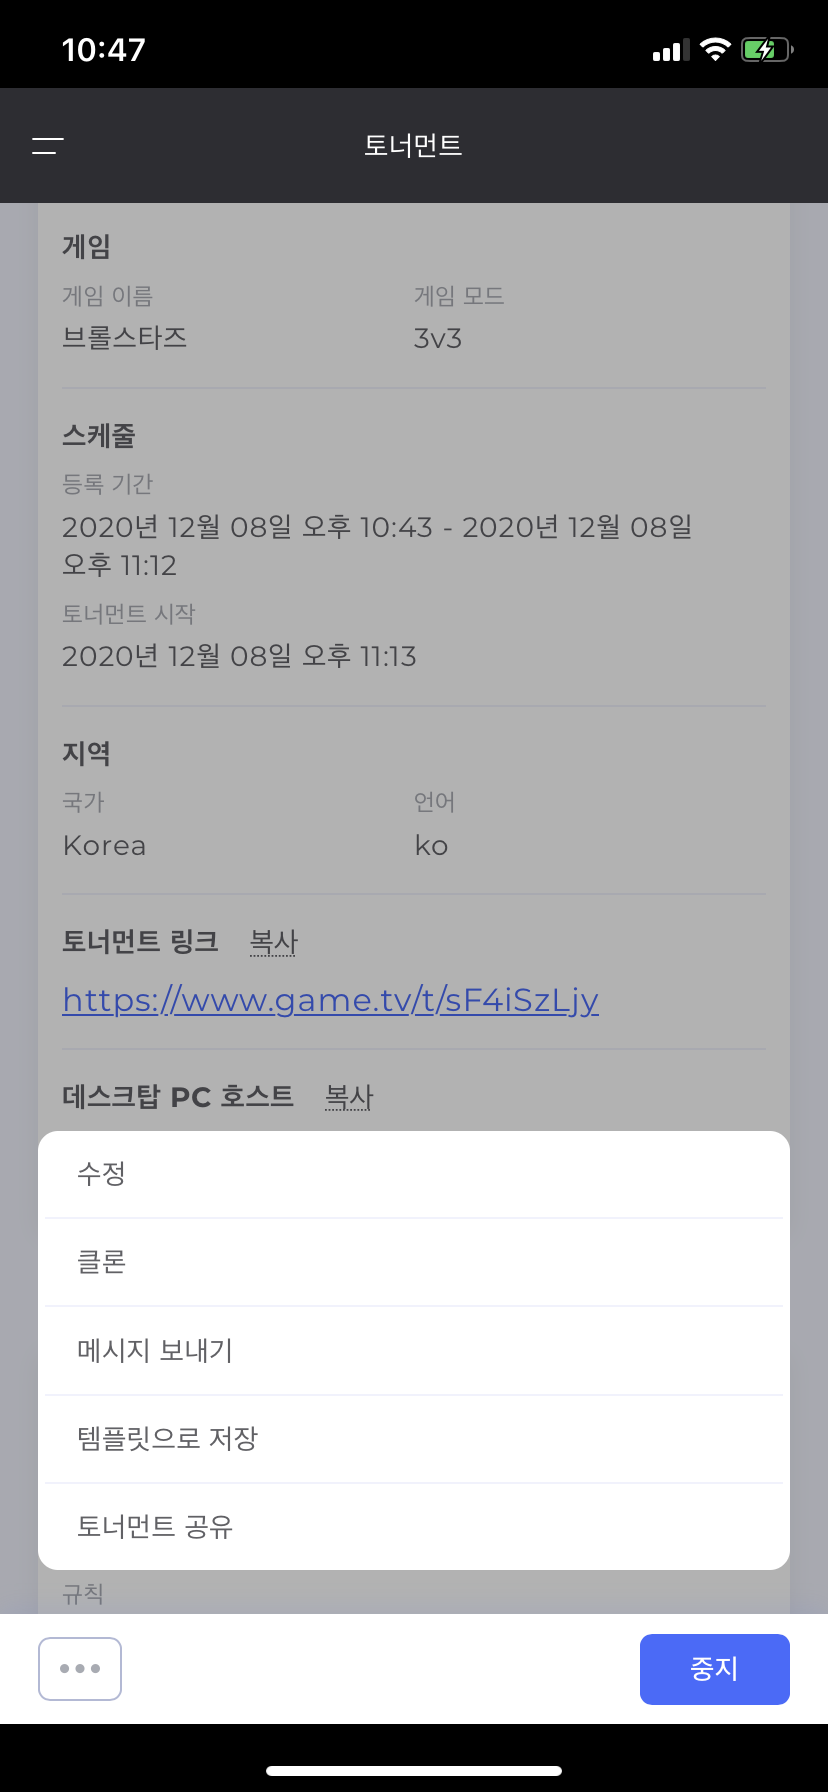 10:47
토너먼트
게임
게임 이름 게임 모드
브롤스타즈 3v3
스케줄
등록 기간
2020년 12월 08일 오후 10:43 - 2020년 12월 08일
오후 11:12
토너먼트 시작
2020년 12월 08일 오후 11:13
지역
국가 언어
Korea ko
토너먼트 링크 복사
https://www.game.tv/t/sF4iSzLjy
데스크탑 PC 호스트 복사
수정
클론
메시지 보내기
템플릿으로 저장
토너먼트 공유
규칙
중지